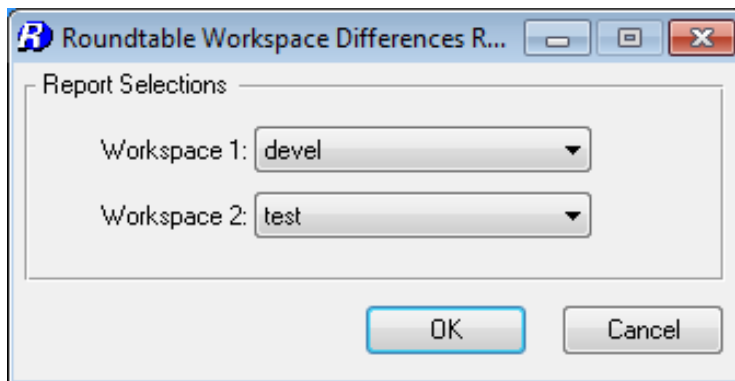 Roundtable Workspace Differences R...
Report Selections
Workspace 1: devel
Workspace 2: test
OK Cancel